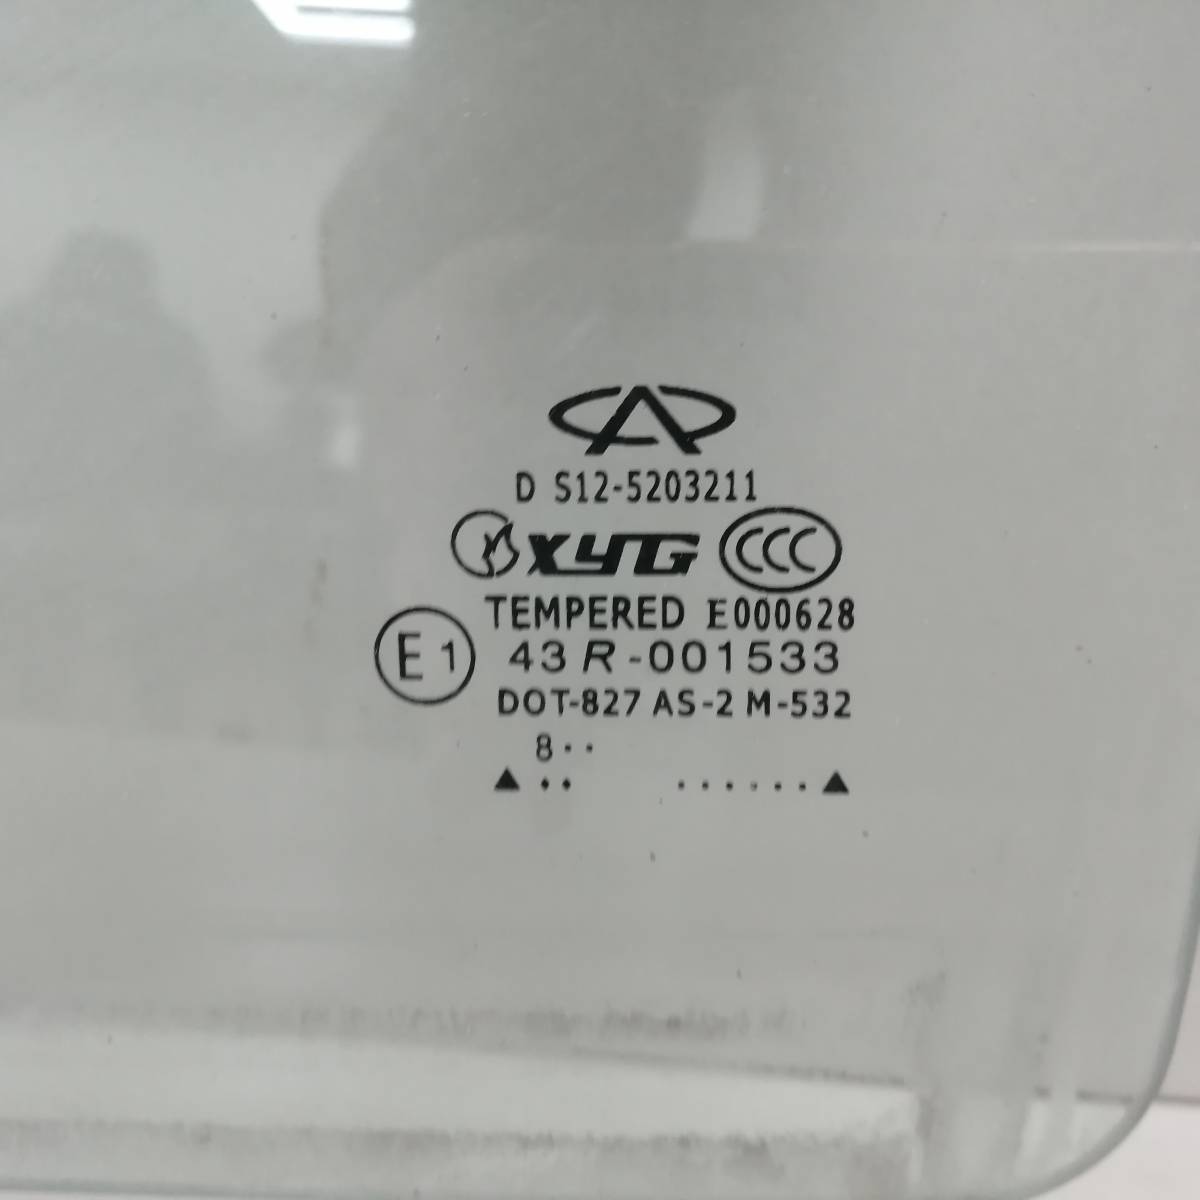 D S12-5203211
XYG CCC
TEMPERED E000628
E1 43R-001533
DOT-827 AS-2 M-532
8··
▲·· ······▲